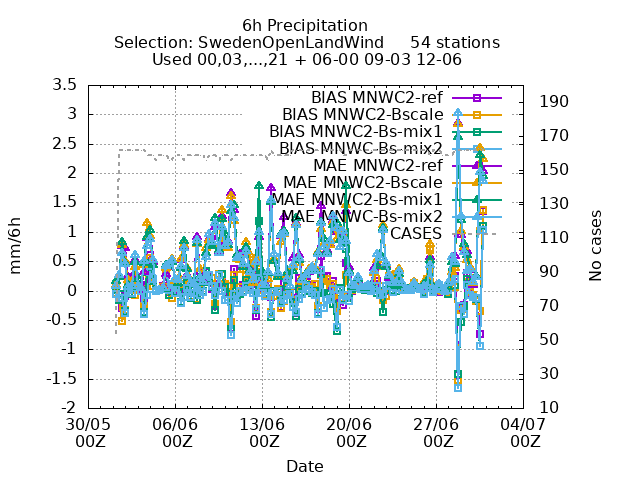 6h Precipitation
Selection: SwedenOpenLandWind 54 stations
Used 00,03,...,21 + 06-00 09-03 12-06
BIAS MNWC2-ref
BIAS MNWC2-Bscale
BIAS MNWC2-Bs-mix1
BIAS MNWC-Bs-mix2
MAE MNWC2-ref
MAE MNWC2-Bscale
MAE MNWC2-Bs-mix1
MAE MNWC-Bs-mix2
CASES
3.5
3
2.5
2
1.5
1
0.5
0
-0.5
-1
-1.5
-2
mm/6h
190
170
150
130
110
90
70
50
30
10
No cases
30/05 06/06 13/06 20/06 27/06 04/07
00Z 00Z 00Z 00Z 00Z 00Z
Date